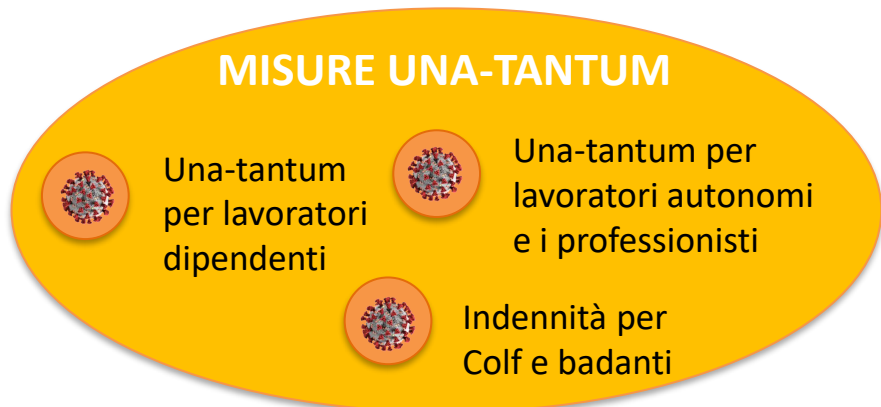 MISURE UNA-TANTUM
Una-tantum
per lavoratori
dipendenti
Una-tantum per
lavoratori autonomi
e i professionisti
Indennità per
Colf e badanti